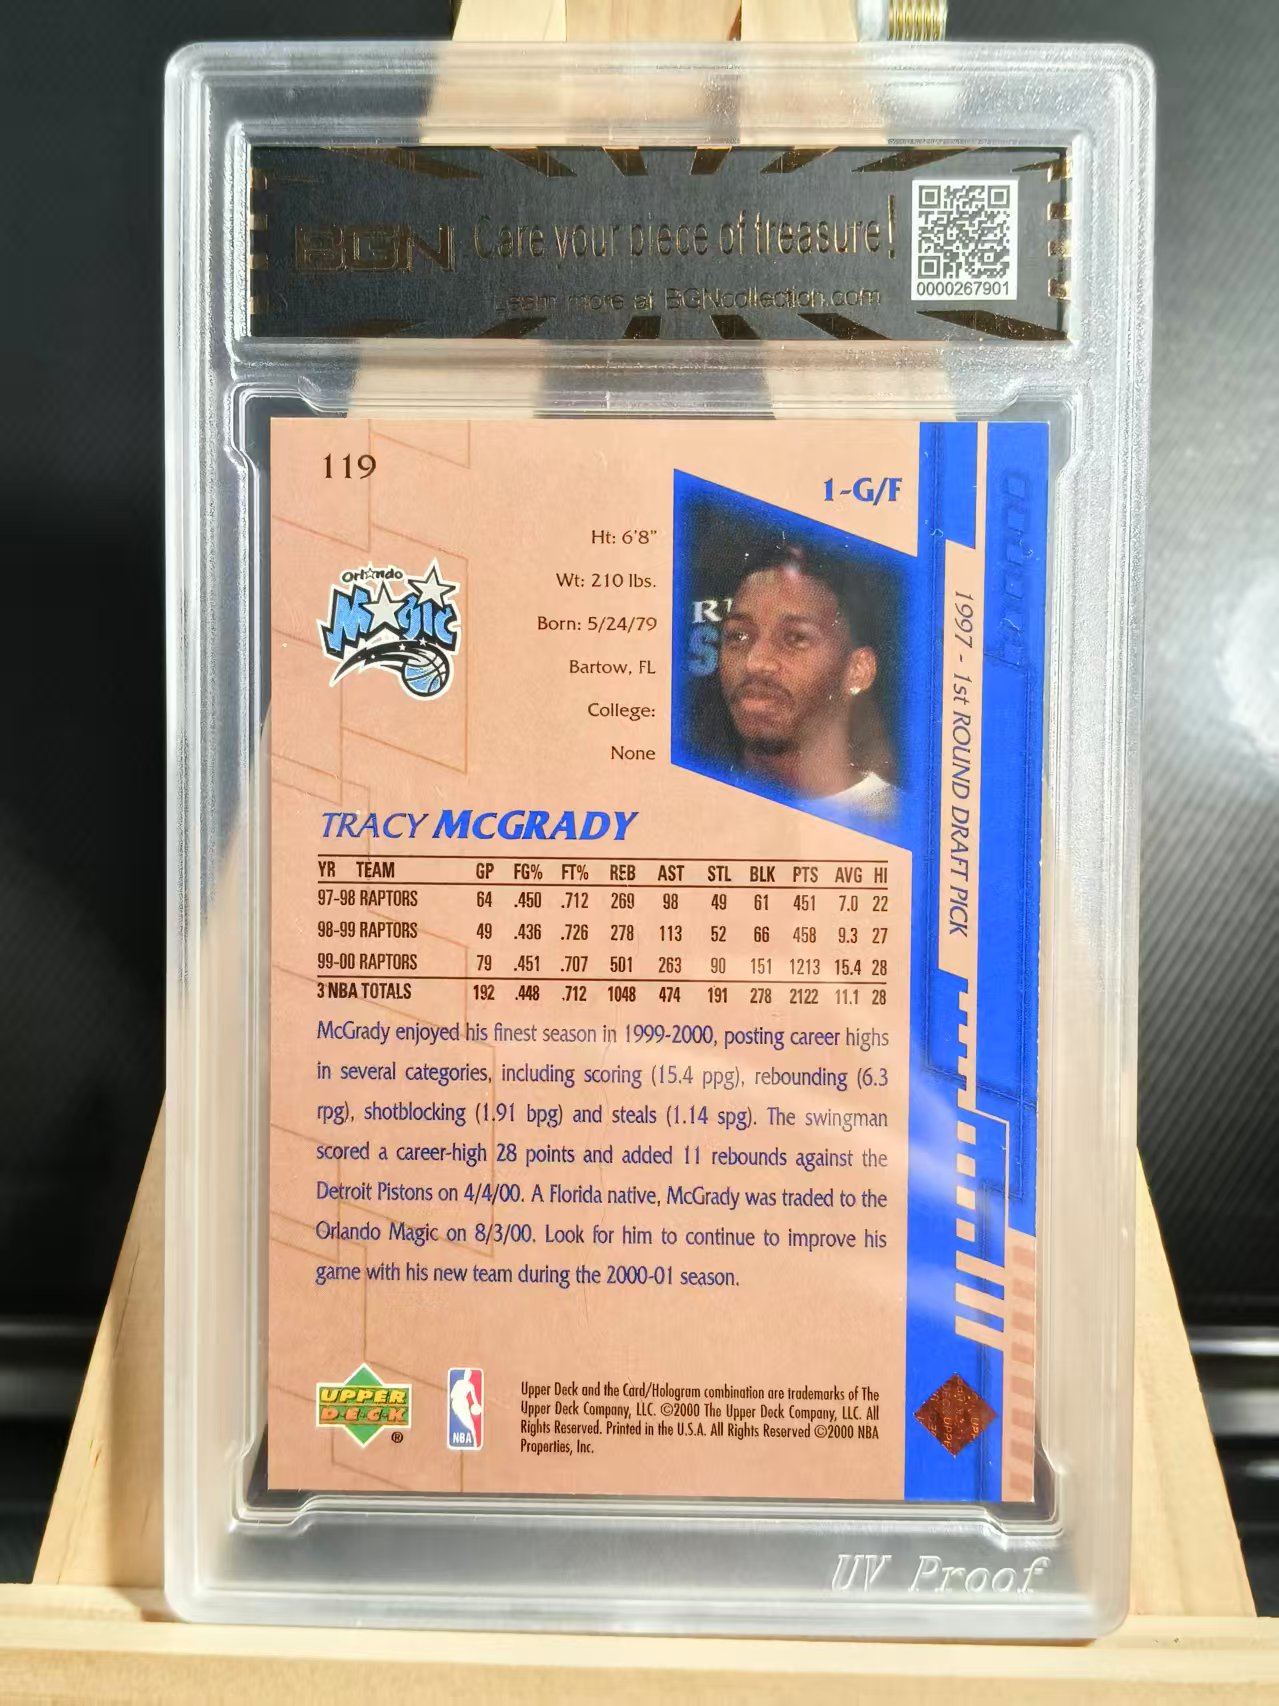 BGN Care your piece of treasure!
Learn more at BGNcollection.com
0000267901
119
1-G/F
Orlando
Magic
Ht: 6'8"
Wt: 210 lbs.
Born: 5/24/79
Bartow, FL
College:
None
1997 - 1st ROUND DRAFT PICK
TRACY MCGRADY
YR TEAM GP FG% FT% REB AST STL BLK PTS AVG HI
97-98 RAPTORS 64 .450 .712 269 98 49 61 451 7.0 22
98-99 RAPTORS 49 .436 .726 278 113 52 66 458 9.3 27
99-00 RAPTORS 79 .451 .707 501 263 90 151 1213 15.4 28
3 NBA TOTALS 192 .448 .712 1048 474 191 278 2122 11.1 28
McGrady enjoyed his finest season in 1999-2000, posting career highs
in several categories, including scoring (15.4 ppg), rebounding (6.3
rpg), shotblocking (1.91 bpg) and steals (1.14 spg). The swingman
scored a career-high 28 points and added 11 rebounds against the
Detroit Pistons on 4/4/00. A Florida native, McGrady was traded to the
Orlando Magic on 8/3/00. Look for him to continue to improve his
game with his new team during the 2000-01 season.
UPPER
DECK
®
NBA
Upper Deck and the Card/Hologram combination are trademarks of The
Upper Deck Company, LLC. ©2000 The Upper Deck Company, LLC. All
Rights Reserved. Printed in the U.S.A. All Rights Reserved ©2000 NBA
Properties, Inc.
UV Proof